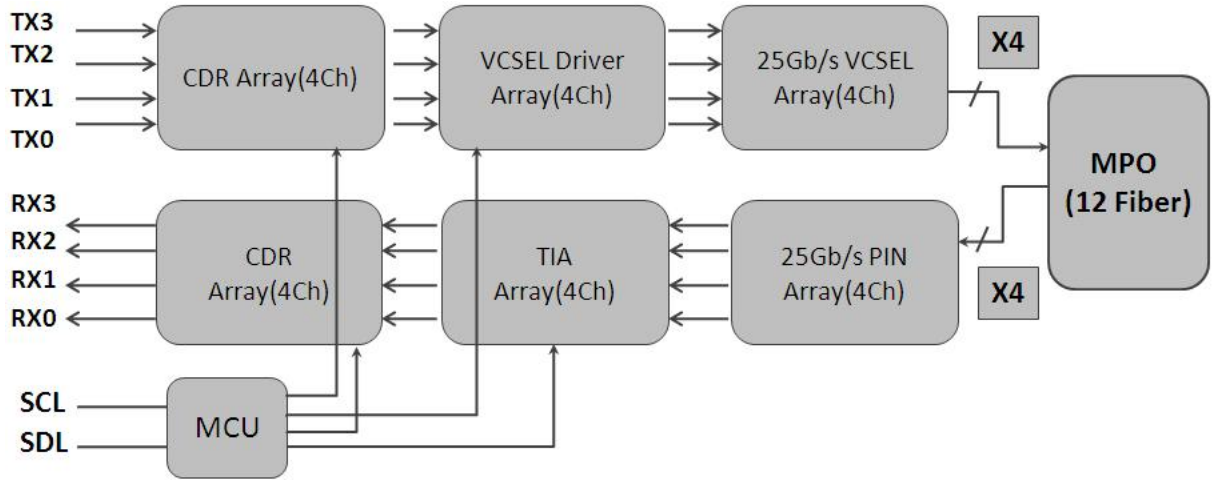 TX3
TX2
TX1
TX0
CDR Array(4Ch)
VCSEL Driver
Array(4Ch)
25Gb/s VCSEL
Array(4Ch)
X4
MPO
(12 Fiber)
RX3
RX2
RX1
RX0
CDR
Array(4Ch)
TIA
Array(4Ch)
25Gb/s PIN
Array(4Ch)
X4
SCL
SDL
MCU